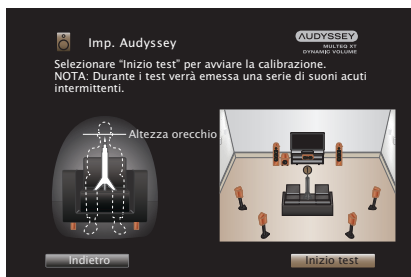 Imp. Audyssey
AUDYSSEY
MULTEQ XT
DYNAMIC VOLUME
Selezionare “Inizio test” per avviare la calibrazione.
NOTA: Durante i test verrà emessa una serie di suoni acuti
intermittenti.
Altezza orecchio
Indietro
Inizio test